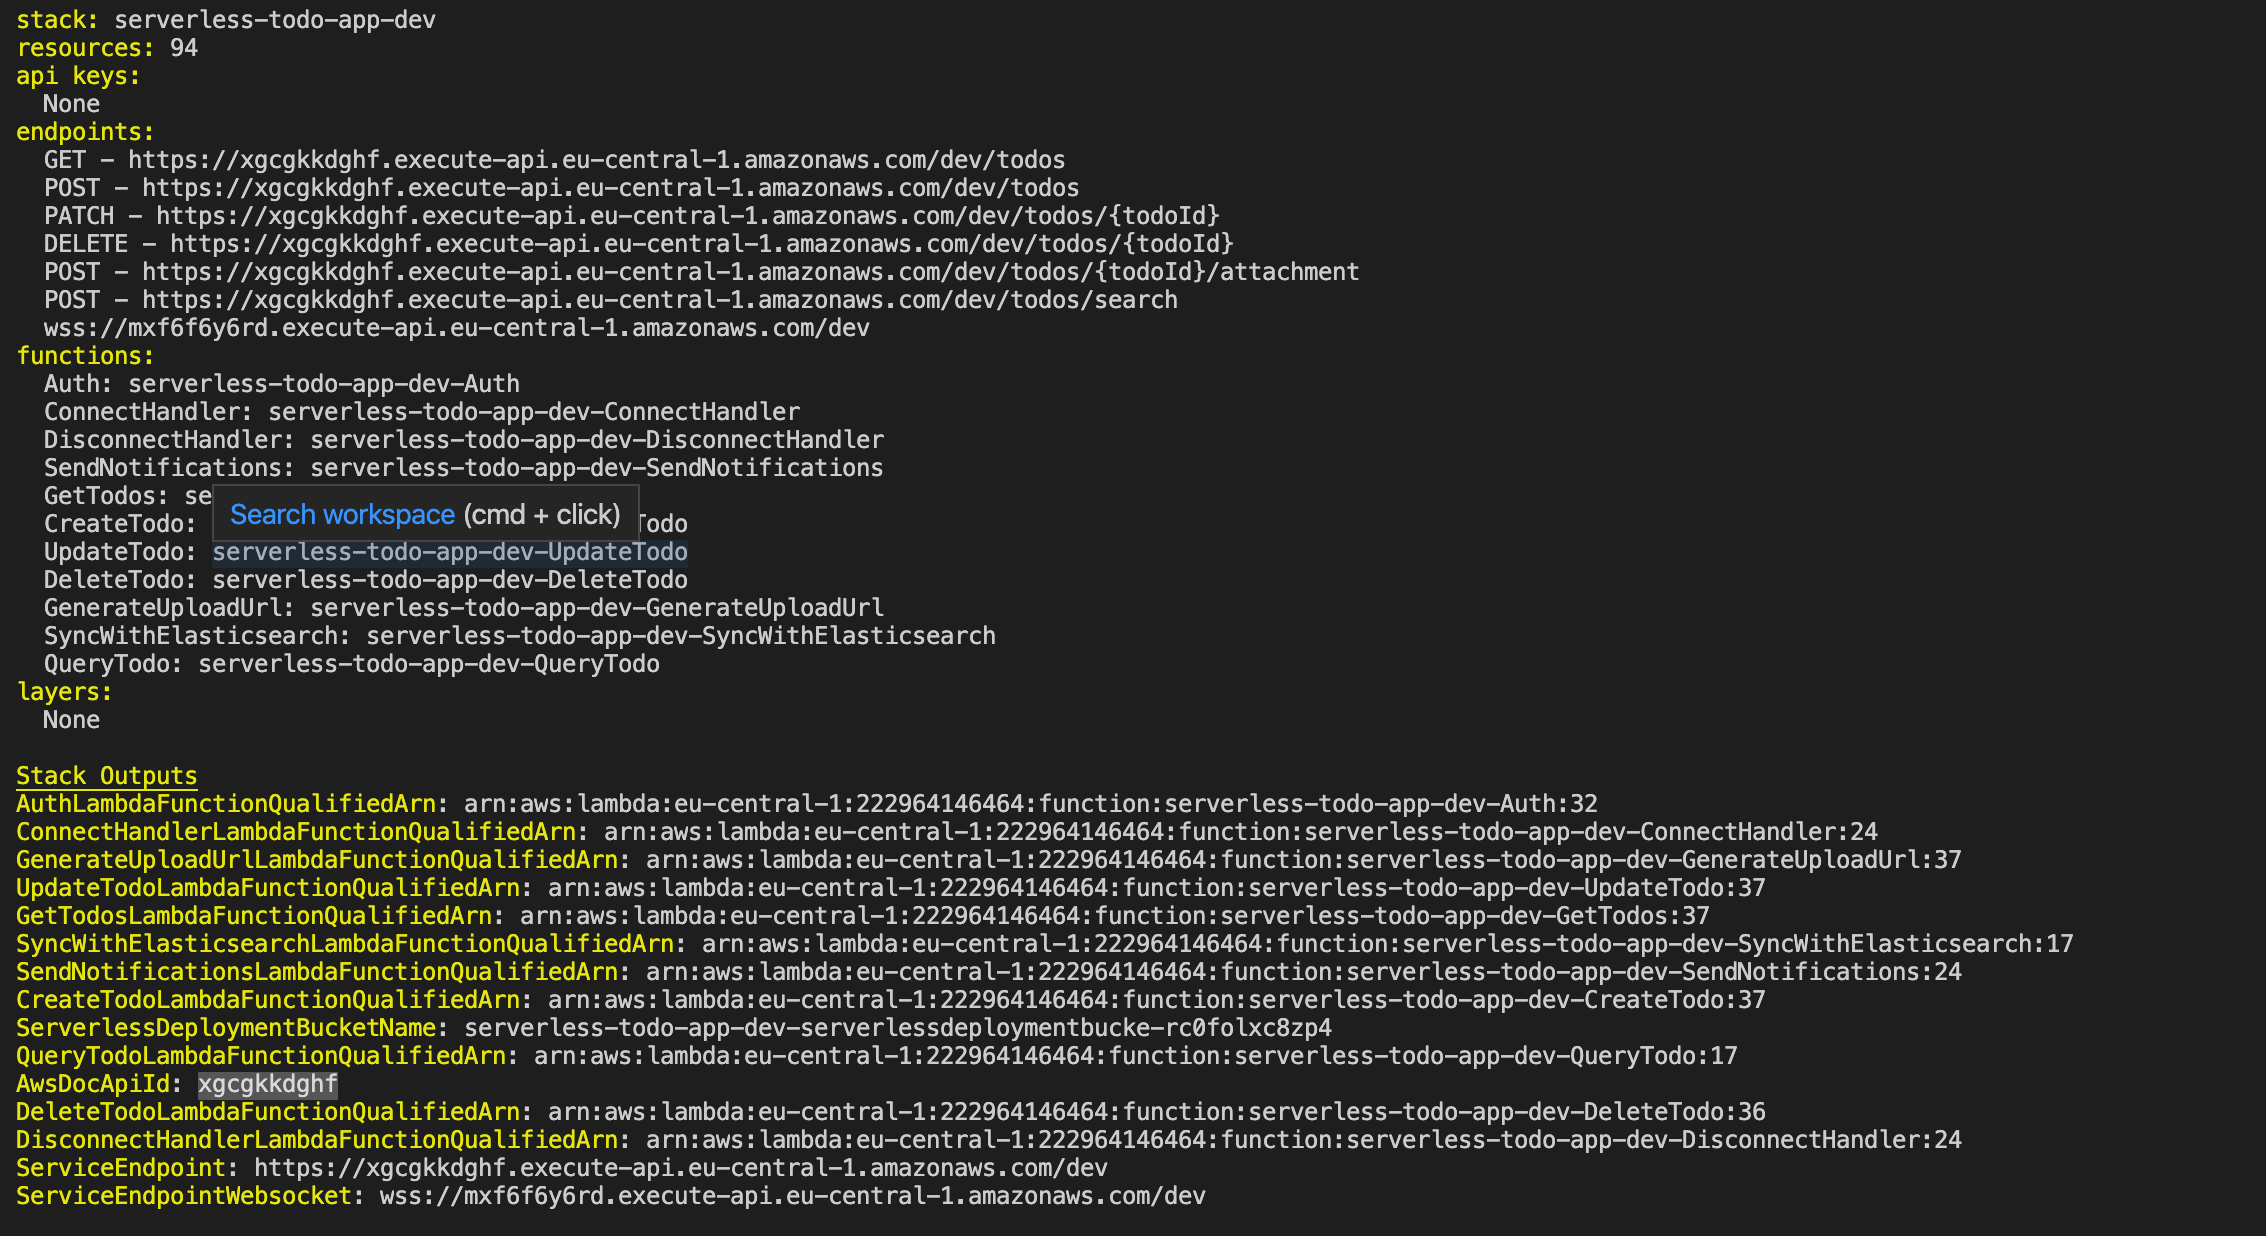 stack: serverless-todo-app-dev
resources: 94
api keys:
  None
endpoints:
  GET - https://xgcgkkdghf.execute-api.eu-central-1.amazonaws.com/dev/todos
  POST - https://xgcgkkdghf.execute-api.eu-central-1.amazonaws.com/dev/todos
  PATCH - https://xgcgkkdghf.execute-api.eu-central-1.amazonaws.com/dev/todos/{todoId}
  DELETE - https://xgcgkkdghf.execute-api.eu-central-1.amazonaws.com/dev/todos/{todoId}
  POST - https://xgcgkkdghf.execute-api.eu-central-1.amazonaws.com/dev/todos/{todoId}/attachment
  POST - https://xgcgkkdghf.execute-api.eu-central-1.amazonaws.com/dev/todos/search
  wss://mxf6f6y6rd.execute-api.eu-central-1.amazonaws.com/dev
functions:
  Auth: serverless-todo-app-dev-Auth
  ConnectHandler: serverless-todo-app-dev-ConnectHandler
  DisconnectHandler: serverless-todo-app-dev-DisconnectHandler
  SendNotifications: serverless-todo-app-dev-SendNotifications
  GetTodos: se
Search workspace (cmd + click)
  CreateTodo: Todo
  UpdateTodo: serverless-todo-app-dev-UpdateTodo
  DeleteTodo: serverless-todo-app-dev-DeleteTodo
  GenerateUploadUrl: serverless-todo-app-dev-GenerateUploadUrl
  SyncWithElasticsearch: serverless-todo-app-dev-SyncWithElasticsearch
  QueryTodo: serverless-todo-app-dev-QueryTodo
layers:
  None
Stack Outputs
AuthLambdaFunctionQualifiedArn: arn:aws:lambda:eu-central-1:222964146464:function:serverless-todo-app-dev-Auth:32
ConnectHandlerLambdaFunctionQualifiedArn: arn:aws:lambda:eu-central-1:222964146464:function:serverless-todo-app-dev-ConnectHandler:24
GenerateUploadUrlLambdaFunctionQualifiedArn: arn:aws:lambda:eu-central-1:222964146464:function:serverless-todo-app-dev-GenerateUploadUrl:37
UpdateTodoLambdaFunctionQualifiedArn: arn:aws:lambda:eu-central-1:222964146464:function:serverless-todo-app-dev-UpdateTodo:37
GetTodosLambdaFunctionQualifiedArn: arn:aws:lambda:eu-central-1:222964146464:function:serverless-todo-app-dev-GetTodos:37
SyncWithElasticsearchLambdaFunctionQualifiedArn: arn:aws:lambda:eu-central-1:222964146464:function:serverless-todo-app-dev-SyncWithElasticsearch:17
SendNotificationsLambdaFunctionQualifiedArn: arn:aws:lambda:eu-central-1:222964146464:function:serverless-todo-app-dev-SendNotifications:24
CreateTodoLambdaFunctionQualifiedArn: arn:aws:lambda:eu-central-1:222964146464:function:serverless-todo-app-dev-CreateTodo:37
ServerlessDeploymentBucketName: serverless-todo-app-dev-serverlessdeploymentbucke-rc0folxc8zp4
QueryTodoLambdaFunctionQualifiedArn: arn:aws:lambda:eu-central-1:222964146464:function:serverless-todo-app-dev-QueryTodo:17
AwsDocApiId: xgcgkkdghf
DeleteTodoLambdaFunctionQualifiedArn: arn:aws:lambda:eu-central-1:222964146464:function:serverless-todo-app-dev-DeleteTodo:36
DisconnectHandlerLambdaFunctionQualifiedArn: arn:aws:lambda:eu-central-1:222964146464:function:serverless-todo-app-dev-DisconnectHandler:24
ServiceEndpoint: https://xgcgkkdghf.execute-api.eu-central-1.amazonaws.com/dev
ServiceEndpointWebsocket: wss://mxf6f6y6rd.execute-api.eu-central-1.amazonaws.com/dev